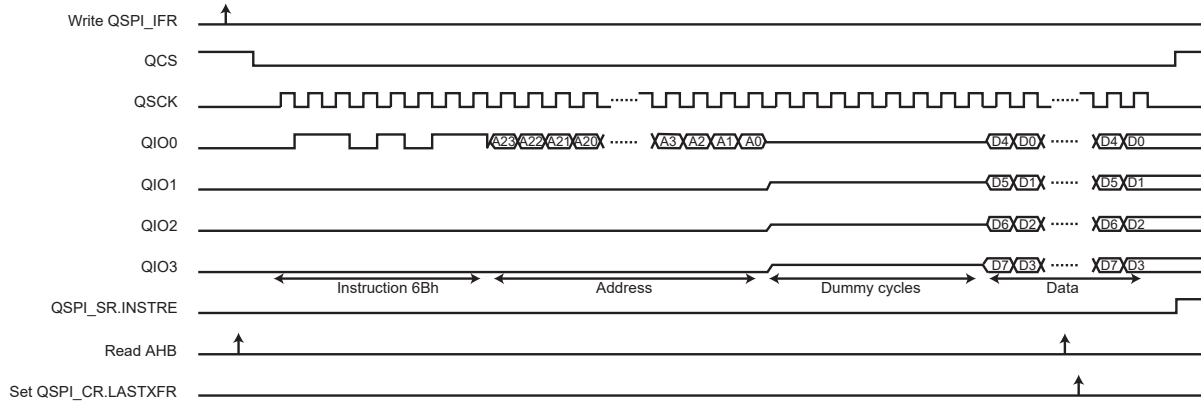 Write QSPI_IFR
QCS
QSCK
QIO0 A23 A22 A21 A20 A3 A2 A1 A0 D4 D0 D4 D0
QIO1 D5 D1 D5 D1
QIO2 D6 D2 D6 D2
QIO3 D7 D3 D7 D3
Instruction 6Bh Address Dummy cycles Data
QSPI_SR.INSTRE
Read AHB
Set QSPI_CR.LASTXFR